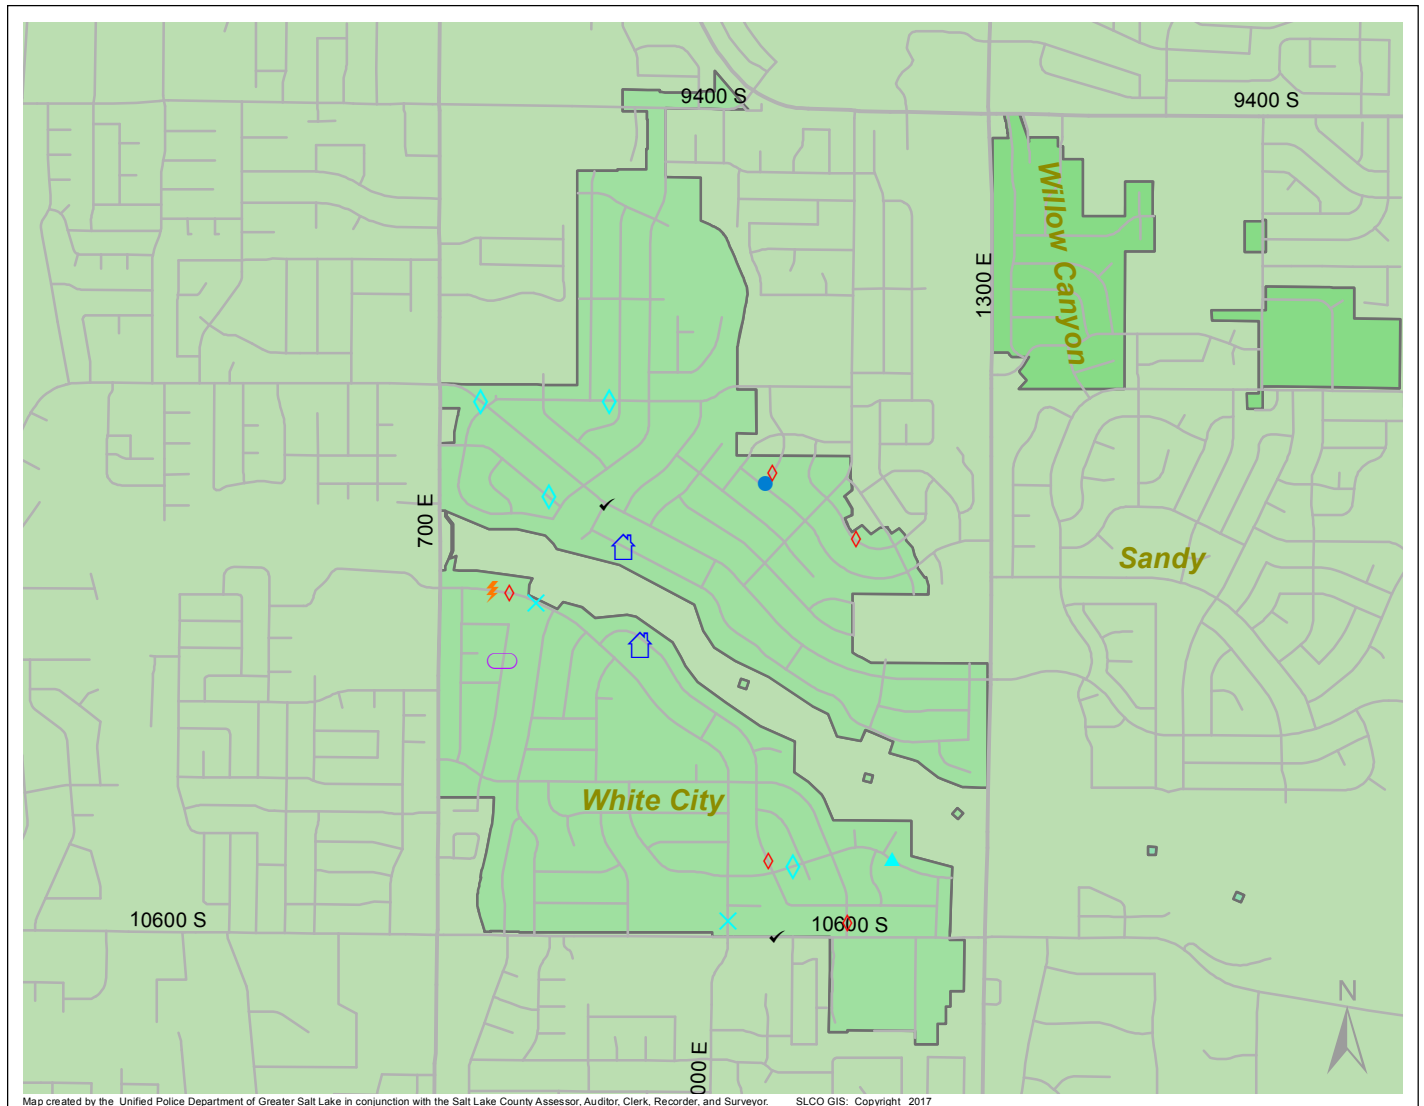 9400 S
9400 S
Willow Canyon
1300 E
700 E
Sandy
White City
10600 S
10600 S
N
000 E
Map created by the Unified Police Department of Greater Salt Lake in conjunction with the Salt Lake County Assessor, Auditor, Clerk, Recorder, and Surveyor. SLCO GIS: Copyright 2017